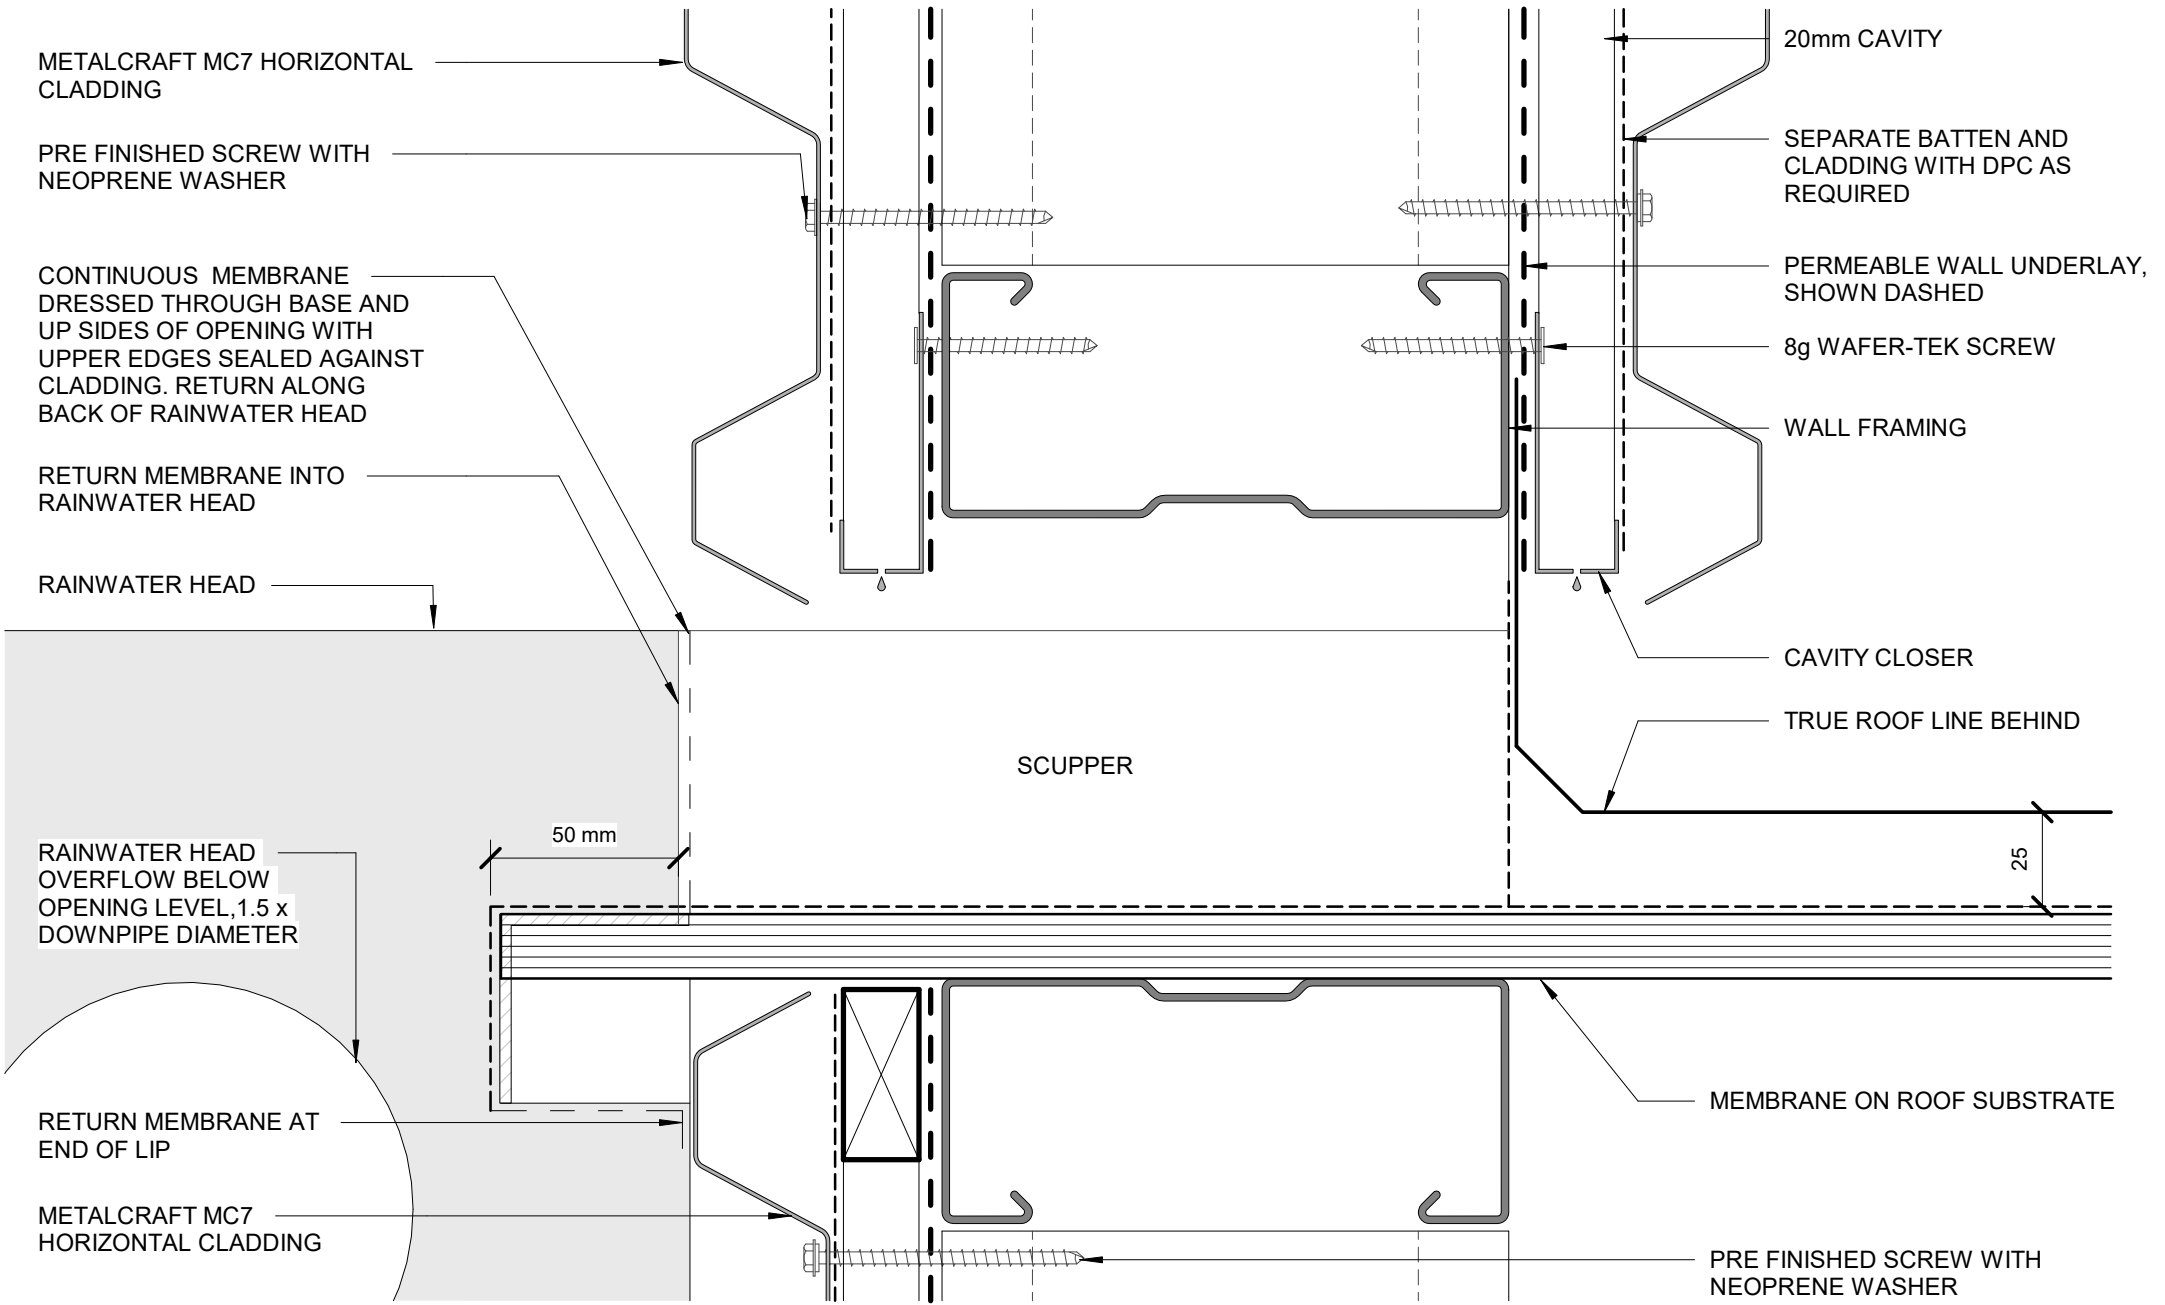 METALCRAFT MC7 HORIZONTAL
CLADDING
PRE FINISHED SCREW WITH
NEOPRENE WASHER
CONTINUOUS  MEMBRANE
DRESSED THROUGH BASE AND
UP SIDES OF OPENING WITH
UPPER EDGES SEALED AGAINST
CLADDING. RETURN ALONG
BACK OF RAINWATER HEAD
RETURN MEMBRANE INTO
RAINWATER HEAD
RAINWATER HEAD
RAINWATER HEAD
OVERFLOW BELOW
OPENING LEVEL,1.5 x
DOWNPIPE DIAMETER
RETURN MEMBRANE AT
END OF LIP
METALCRAFT MC7
HORIZONTAL CLADDING
50 mm
SCUPPER
20mm CAVITY
SEPARATE BATTEN AND
CLADDING WITH DPC AS
REQUIRED
PERMEABLE WALL UNDERLAY,
SHOWN DASHED
8g WAFER-TEK SCREW
WALL FRAMING
CAVITY CLOSER
TRUE ROOF LINE BEHIND
25
MEMBRANE ON ROOF SUBSTRATE
PRE FINISHED SCREW WITH
NEOPRENE WASHER